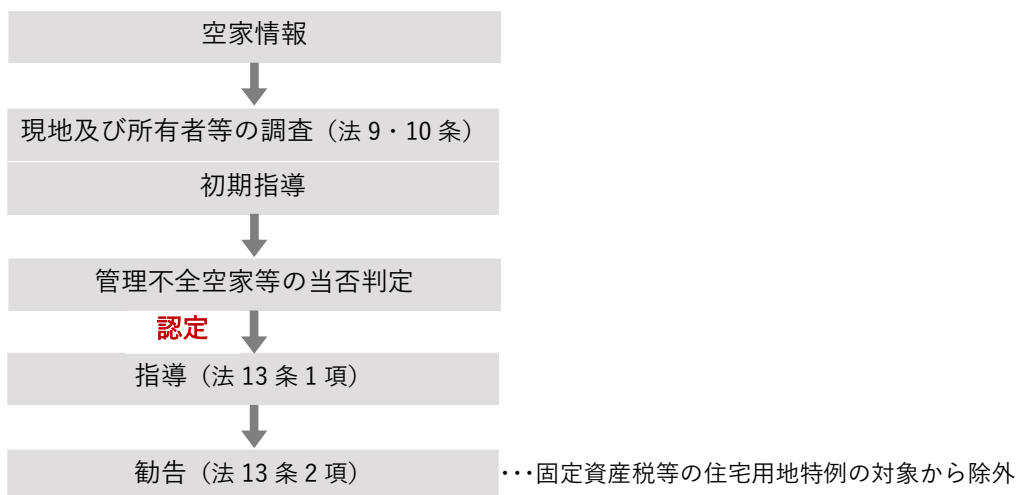 空家情報
現地及び所有者等の調査（法 9・10 条）
初期指導
管理不全空家等の当否判定
認定
指導（法 13 条 1 項）
勧告（法 13 条 2 項） ･･･固定資産税等の住宅用地特例の対象から除外